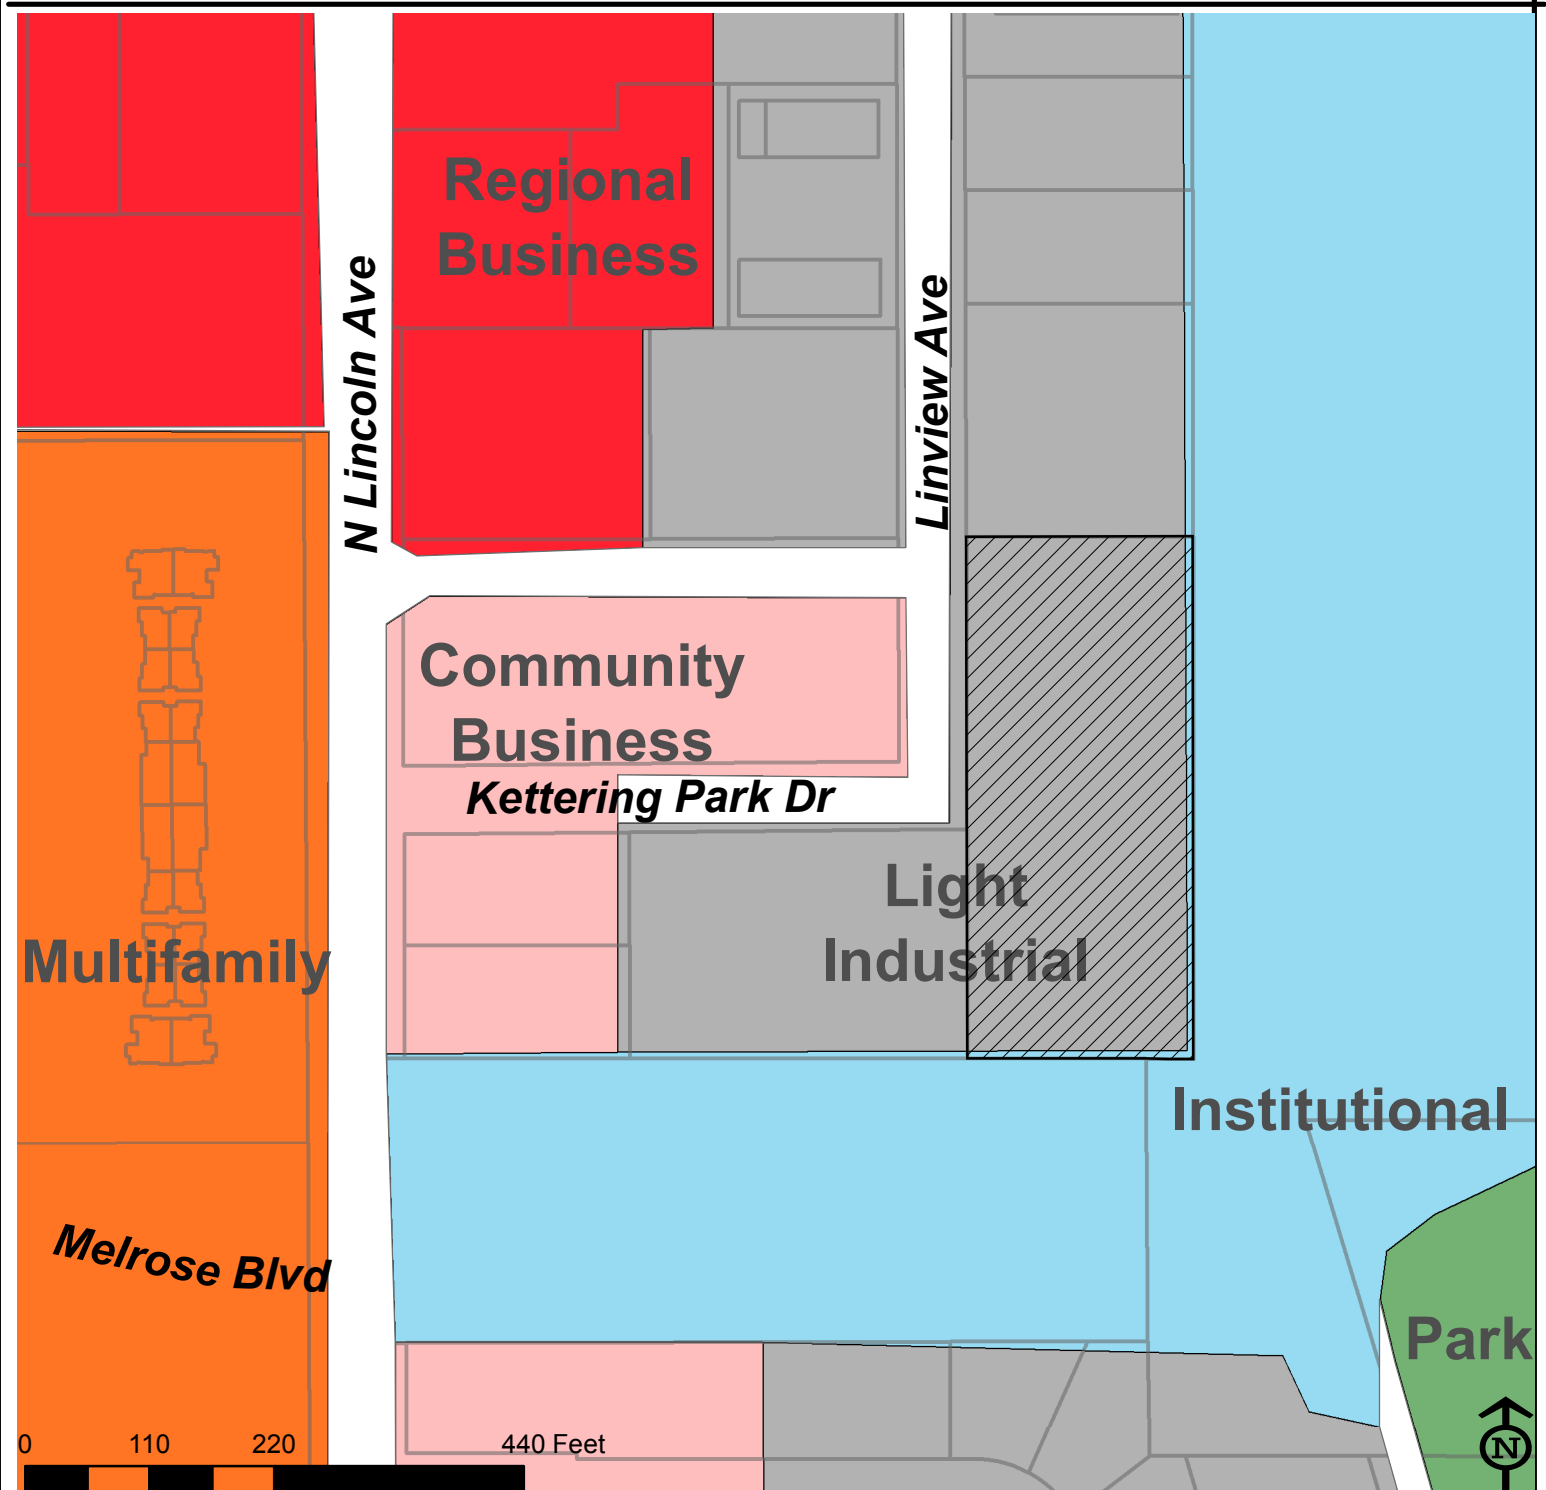 Regional
Business
N Lincoln Ave
Linview Ave
Community
Business
Kettering Park Dr
Light
Industrial
Multifamily
Institutional
Melrose Blvd
Park
0 110 220 440 Feet
N